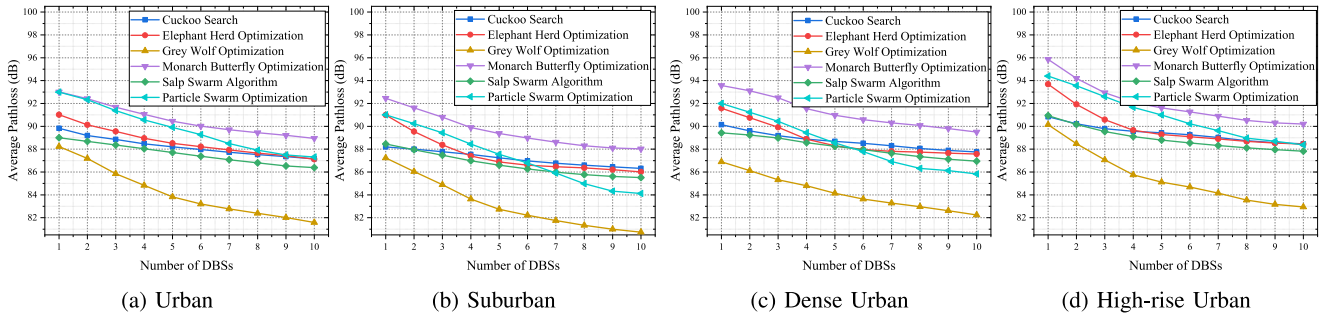 100
98
96
94
92
90
88
86
84
82
Average Pathloss (dB)
1 2 3 4 5 6 7 8 9 10
Number of DBSs
Cuckoo Search
Elephant Herd Optimization
Grey Wolf Optimization
Monarch Butterfly Optimization
Salp Swarm Algorithm
Particle Swarm Optimization
(a) Urban
100
98
96
94
92
90
88
86
84
82
Average Pathloss (dB)
1 2 3 4 5 6 7 8 9 10
Number of DBSs
Cuckoo Search
Elephant Herd Optimization
Grey Wolf Optimization
Monarch Butterfly Optimization
Salp Swarm Algorithm
Particle Swarm Optimization
(b) Suburban
100
98
96
94
92
90
88
86
84
82
Average Pathloss (dB)
1 2 3 4 5 6 7 8 9 10
Number of DBSs
Cuckoo Search
Elephant Herd Optimization
Grey Wolf Optimization
Monarch Butterfly Optimization
Salp Swarm Algorithm
Particle Swarm Optimization
(c) Dense Urban
100
98
96
94
92
90
88
86
84
82
Average Pathloss (dB)
1 2 3 4 5 6 7 8 9 10
Number of DBSs
Cuckoo Search
Elephant Herd Optimization
Grey Wolf Optimization
Monarch Butterfly Optimization
Salp Swarm Algorithm
Particle Swarm Optimization
(d) High-rise Urban